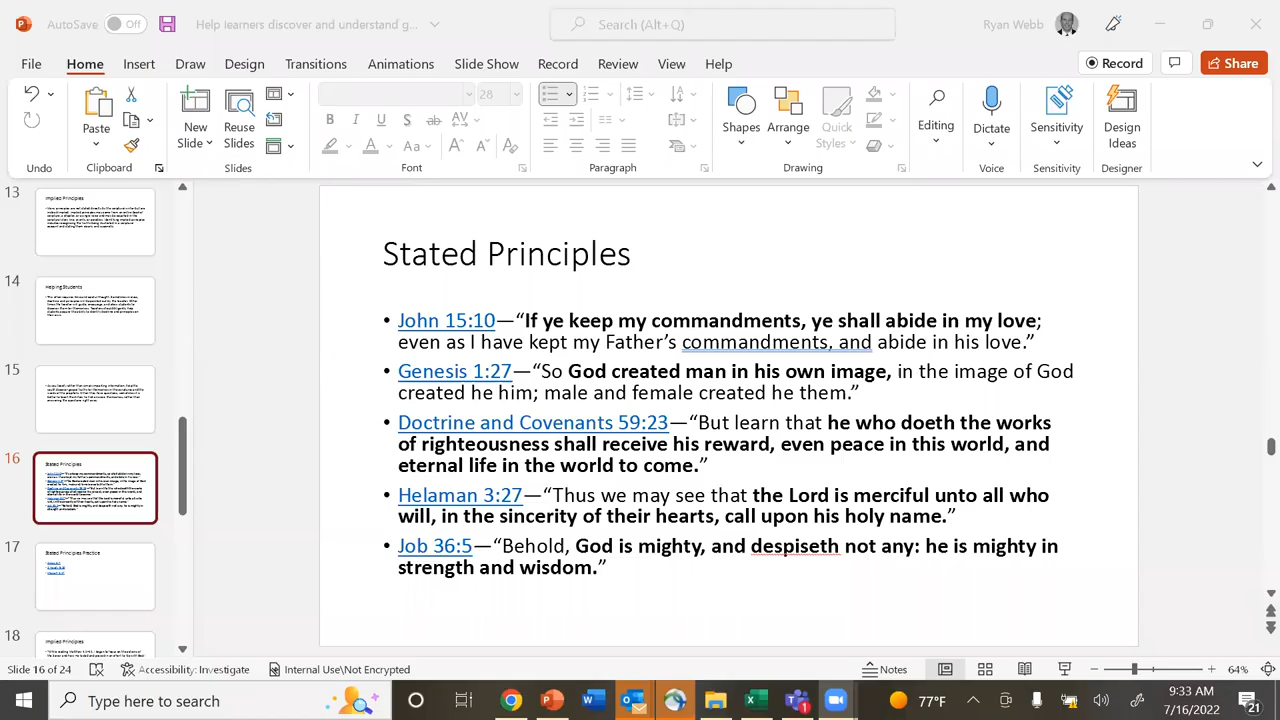 AutoSave Off Help learners discover and understand g... Search (Alt+Q) Ryan Webb
File Home Insert Draw Design Transitions Animations Slide Show Record Review View Help Record Share
28
Paste New Slide Reuse Slides B I U S ab AV Aa A A Shapes Arrange Quick Styles Editing Dictate Sensitivity Design Ideas
Undo Clipboard Slides Font Paragraph Drawing Voice Sensitivity Designer
13
Implied Principles
14
Helping Students
15
16
Stated Principles
17
Stated Principles Practice
18
Implied Principles
Stated Principles
• John 15:10—“If ye keep my commandments, ye shall abide in my love;
even as I have kept my Father’s commandments, and abide in his love.”
• Genesis 1:27—“So God created man in his own image, in the image of God
created he him; male and female created he them.”
• Doctrine and Covenants 59:23—“But learn that he who doeth the works
of righteousness shall receive his reward, even peace in this world, and
eternal life in the world to come.”
• Helaman 3:27—“Thus we may see that the Lord is merciful unto all who
will, in the sincerity of their hearts, call upon his holy name.”
• Job 36:5—“Behold, God is mighty, and despiseth not any: he is mighty in
strength and wisdom.”
Slide 16 of 24 Accessibility: Investigate Internal Use\Not Encrypted Notes 64%
Type here to search 77°F 9:33 AM
7/16/2022 21